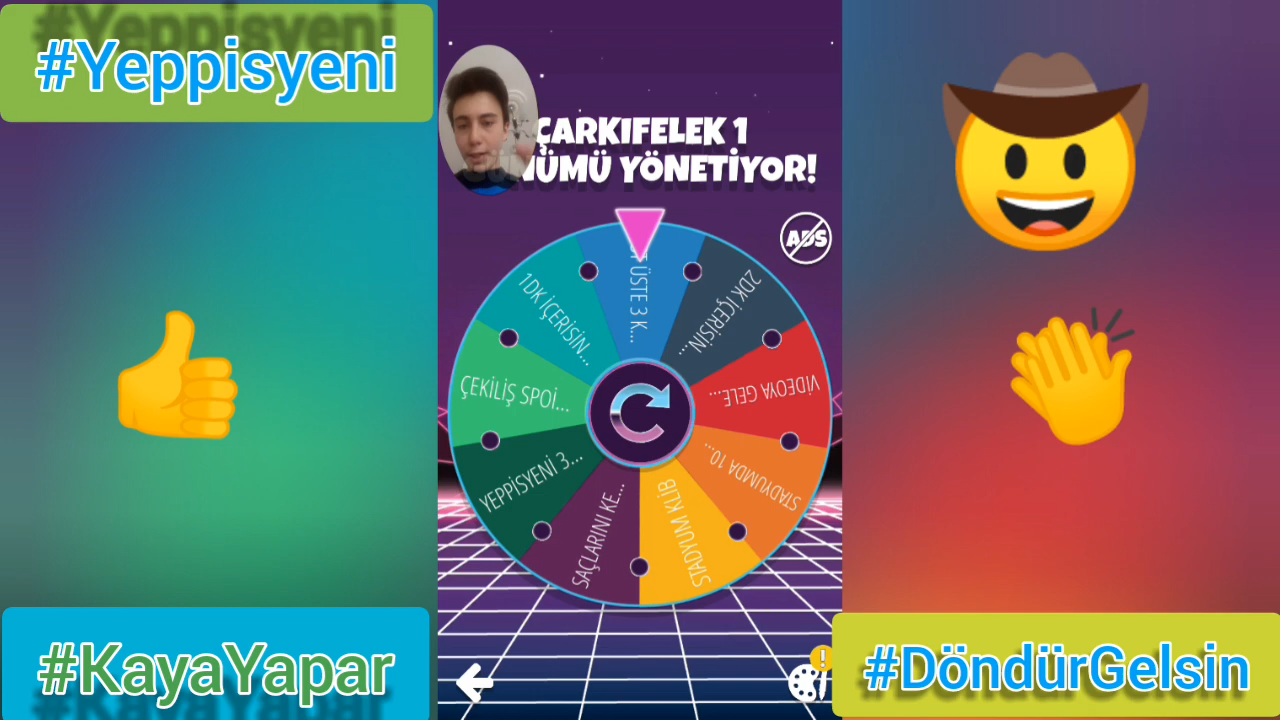 #Yeppisyeni
ÇARKIFELEK 1
GÜNÜMÜ YÖNETİYOR!
ADS
ÜSTE 3 K...
2DK İÇERİSİN...
VİDEOYA GELE...
STADYUMDA 10...
STADYUM KLİB
SAÇLARINI KE...
YEPPİSYENİ 3...
ÇEKİLİŞ SPOİ...
1DK İÇERİSİN...
!
#KayaYapar
#DöndürGelsin